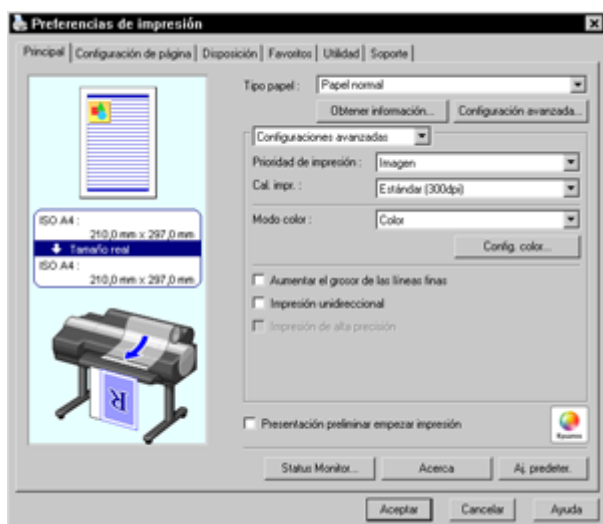 Preferencias de impresión
Principal Configuración de página Disposición Favoritos Utilidad Soporte
Tipo papel : Papel normal
Obtener información... Configuración avanzada...
Configuraciones avanzadas
Prioridad de impresión : Imagen
Cal. impr. : Estándar (300dpi)
Modo color : Color
Config. color...
ISO A4 :
210,0 mm x 297,0 mm
Tamaño real
ISO A4 :
210,0 mm x 297,0 mm
Aumentar el grosor de las líneas finas
Impresión unidireccional
Impresión de alta precisión
R
Presentación preliminar empezar impresión
Status Monitor... Acerca Aj. predeter.
Aceptar Cancelar Ayuda